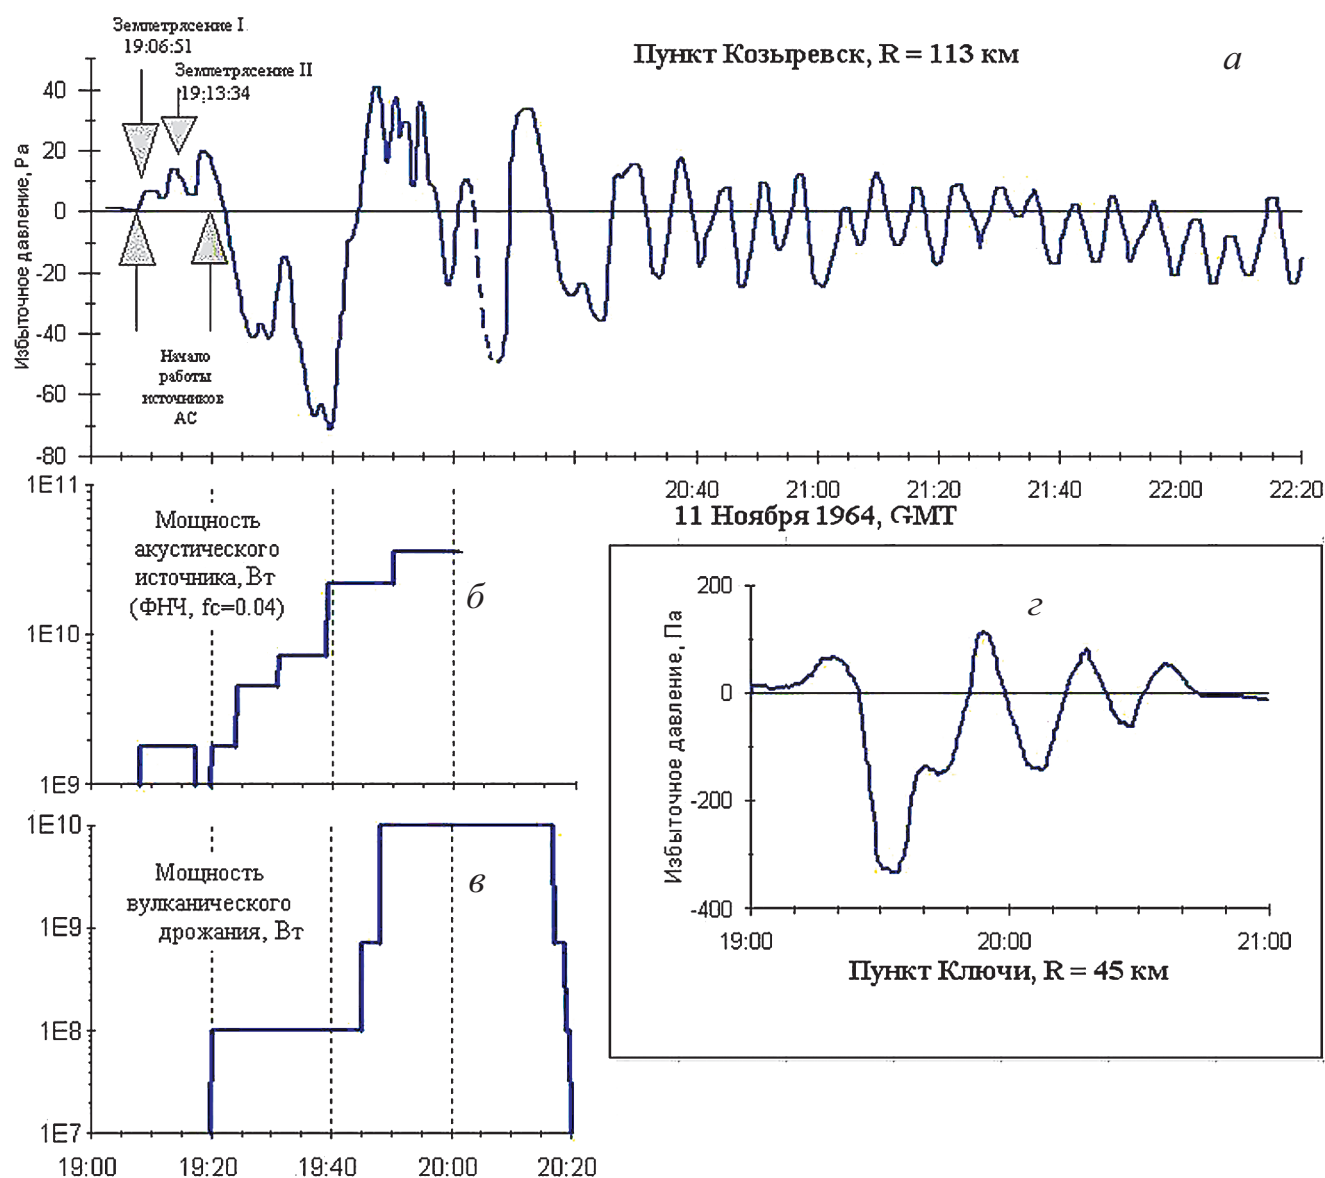 Землетрясение I
19:06:51
Землетрясение II
19:13:34
Пункт Козыревск, R = 113 км
а
Избыточное давление, Pa
40
20
0
-20
-40
-60
-80
Начало
работы
источников
АС
20:40
21:00
21:20
21:40
22:00
22:20
11 Ноября 1964, GMT
1E11
1E10
1E9
Мощность
акустического
источника, Вт
(ФНЧ, fc=0.04)
б
1E10
1E9
1E8
1E7
Мощность
вулканического
дрожания, Вт
в
19:00
19:20
19:40
20:00
20:20
Избыточное давление, Па
200
0
-200
-400
г
19:00
20:00
21:00
Пункт Ключи, R = 45 км